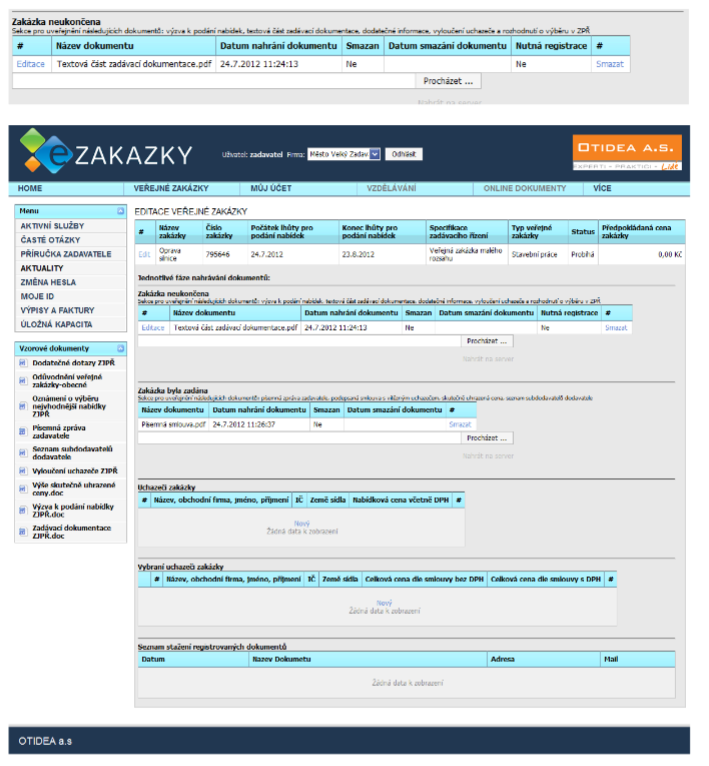 Zakázka neukončena
Sekce pro uveřejnění následujících dokumentů: výzva k podání nabídek, textová část zadávací dokumentace, dodatečné informace, vyloučení uchazeče a rozhodnutí o výběru v ZPŘ
# Název dokumentu Datum nahrání dokumentu Smazan Datum smazání dokumentu Nutná registrace #
Editace Textová část zadávací dokumentace.pdf 24.7.2012 11:24:13 Ne Ne Smazat
Procházet ...
Nahrát na server
eZAKAZKY
Uživatel: zadavatel Firma: Město Velký Zadav Odhlásit
OTIDEA A.S.
EXPERTI - PRAKTICI - LIDÉ
HOME VEŘEJNÉ ZAKÁZKY MŮJ ÚČET VZDĚLÁVÁNÍ ONLINE DOKUMENTY VÍCE
Menu
AKTIVNÍ SLUŽBY
ČASTÉ OTÁZKY
PŘÍRUČKA ZADAVATELE
AKTUALITY
ZMĚNA HESLA
MOJE ID
VÝPISY A FAKTURY
ÚLOŽNÁ KAPACITA
Vzorové dokumenty
Dodatečné dotazy ZJPŘ
Odůvodnění veřejné
zakázky-obecné
Oznámení o výběru
nejvhodnější nabídky
ZJPŘ
Písemná zpráva
zadavatele
Seznam subdodavatelů
dodavatele
Vyloučení uchazeče ZJPŘ
Výše skutečně uhrazené
ceny.doc
Výzva k podání nabídky
ZJPŘ.doc
Zadávací dokumentace
ZJPŘ.doc
EDITACE VEŘEJNÉ ZAKÁZKY
# Název zakázky Číslo zakázky Počátek lhůty pro podání nabídek Konec lhůty pro podání nabídek Specifikace zadávacího řízení Typ veřejné zakázky Status Předpokládaná cena zakázky
Edit Oprava silnice 795646 24.7.2012 23.8.2012 Veřejná zakázka malého rozsahu Stavební práce Probíhá 0,00 Kč
Jednotlivé fáze nahrávání dokumentů:
Zakázka neukončena
Sekce pro uveřejnění následujících dokumentů: výzva k podání nabídek, textová část zadávací dokumentace, dodatečné informace, vyloučení uchazeče a rozhodnutí o výběru v ZPŘ
# Název dokumentu Datum nahrání dokumentu Smazan Datum smazání dokumentu Nutná registrace #
Editace Textová část zadávací dokumentace.pdf 24.7.2012 11:24:13 Ne Ne Smazat
Procházet ...
Nahrát na server
Zakázka byla zadána
Sekce pro uveřejnění následujících dokumentů: písemná zpráva zadavatele, podepsaná smlouva s vítězným uchazečem, skutečně uhrazená cena, seznam subdodavatelů dodavatele
Název dokumentu Datum nahrání dokumentu Smazan Datum smazání dokumentu #
Písemná smlouva.pdf 24.7.2012 11:26:37 Ne Smazat
Procházet ...
Nahrát na server
Uchazeči zakázky
# Název, obchodní firma, jméno, příjmení IČ Země sídla Nabídková cena včetně DPH #
Nový
Žádná data k zobrazení
Vybraní uchazeči zakázky
# Název, obchodní firma, jméno, příjmení IČ Země sídla Celková cena dle smlouvy bez DPH Celková cena dle smlouvy s DPH #
Nový
Žádná data k zobrazení
Seznam stažení registrovaných dokumentů
Datum Nazev Dokumetu Adresa Mail
Žádná data k zobrazení
OTIDEA a.s